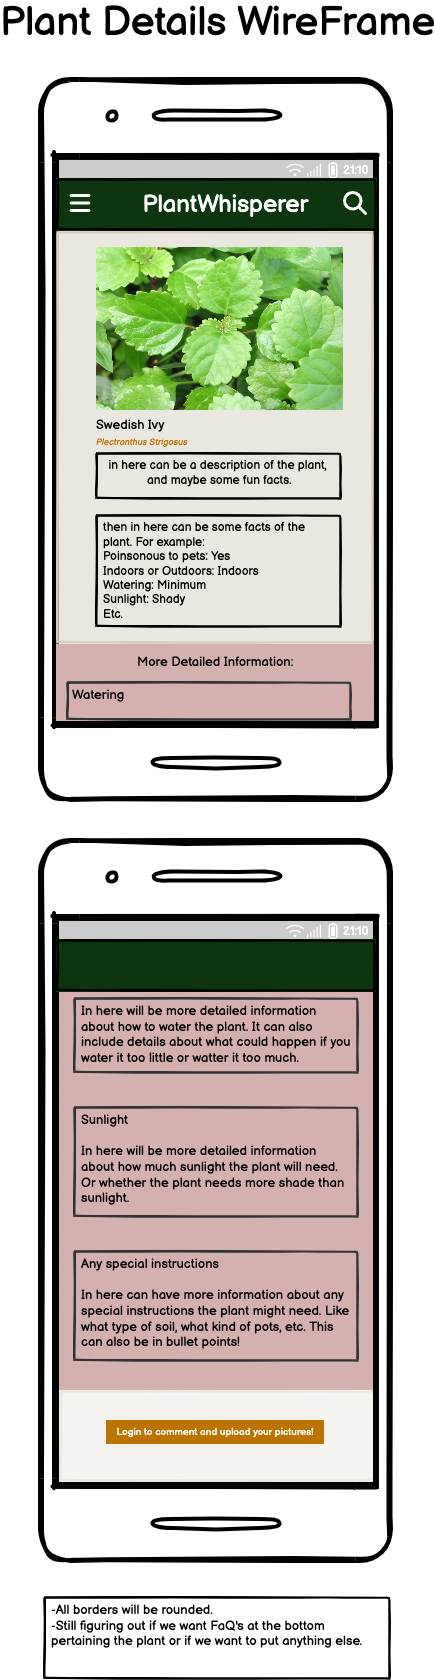 Plant Details WireFrame
21:10
PlantWhisperer
Swedish Ivy
Plectranthus Strigosus
in here can be a description of the plant,
and maybe some fun facts.
then in here can be some facts of the
plant. For example:
Poinsonous to pets: Yes
Indoors or Outdoors: Indoors
Watering: Minimum
Sunlight: Shady
Etc.
More Detailed Information:
Watering
21:10
In here will be more detailed information
about how to water the plant. It can also
include details about what could happen if you
water it too little or watter it too much.
Sunlight
In here will be more detailed information
about how much sunlight the plant will need.
Or whether the plant needs more shade than
sunlight.
Any special instructions
In here can have more information about any
special instructions the plant might need. Like
what type of soil, what kind of pots, etc. This
can also be in bullet points!
Login to comment and upload your pictures!
-All borders will be rounded.
-Still figuring out if we want FaQ's at the bottom
pertaining the plant or if we want to put anything else.